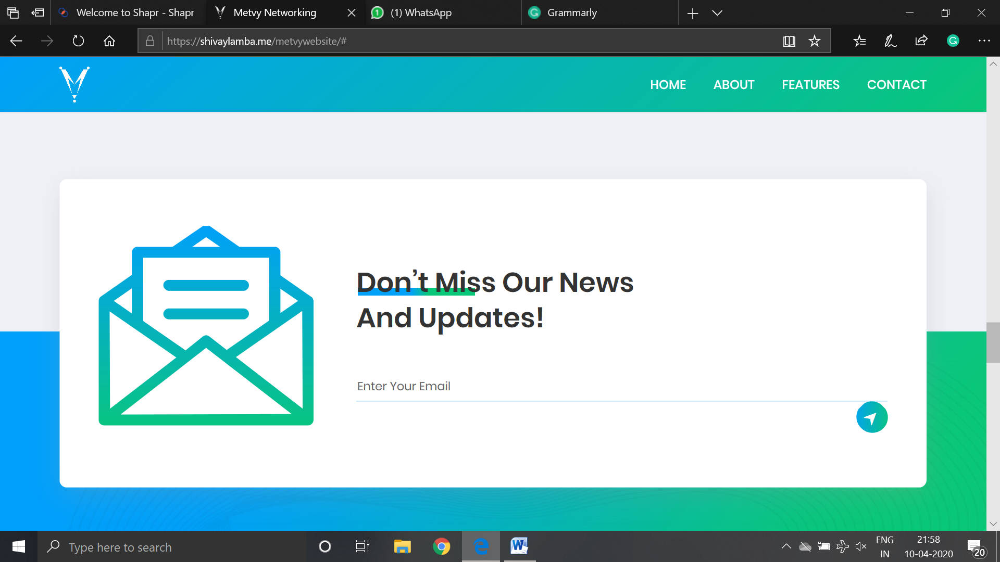 Welcome to Shapr - Shapr
Metvy Networking
(1) WhatsApp
Grammarly
https://shivaylamba.me/metvywebsite/#
HOME ABOUT FEATURES CONTACT
Don’t Miss Our News
And Updates!
Enter Your Email
Type here to search
ENG
IN
21:58
10-04-2020
20